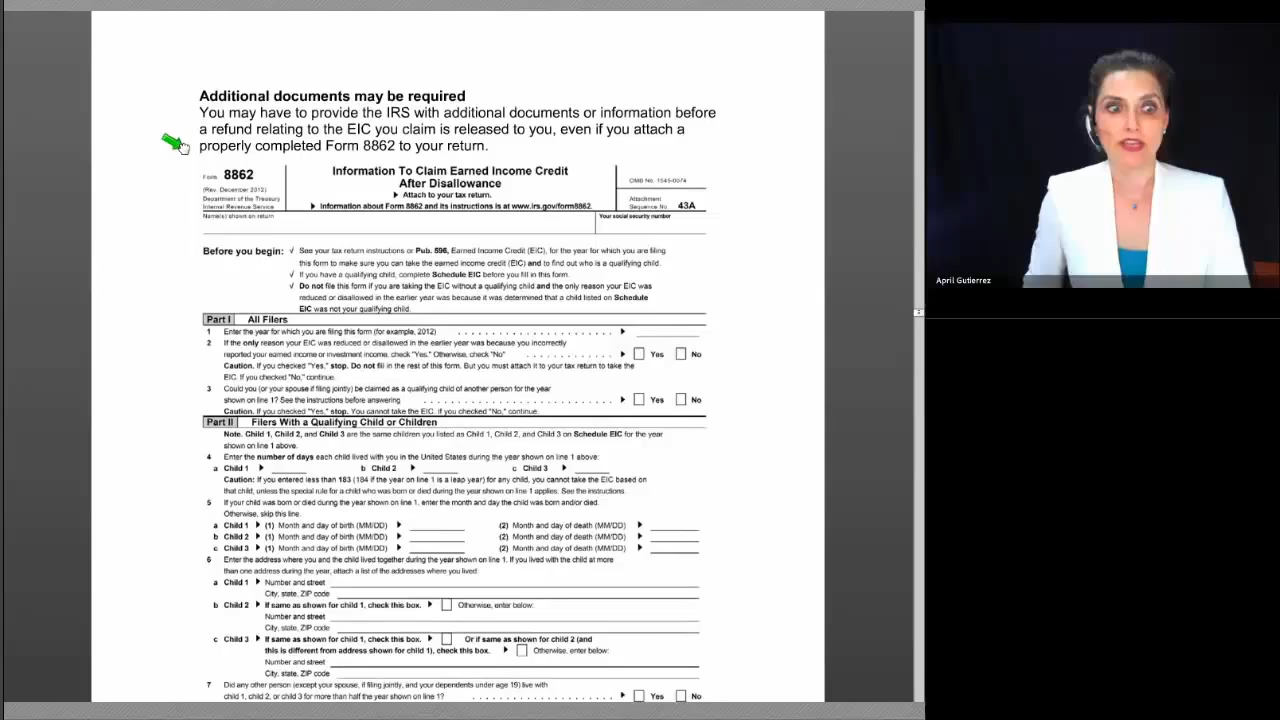 Additional documents may be required
You may have to provide the IRS with additional documents or information before
a refund relating to the EIC you claim is released to you, even if you attach a
properly completed Form 8862 to your return.
Form 8862
(Rev. December 2012)
Department of the Treasury
Internal Revenue Service
Information To Claim Earned Income Credit
After Disallowance
▶ Attach to your tax return.
▶ Information about Form 8862 and its instructions is at www.irs.gov/form8862.
OMB No. 1545-0074
Attachment
Sequence No. 43A
Name(s) shown on return
Your social security number
Before you begin: √ See your tax return instructions or Pub. 596, Earned Income Credit (EIC), for the year for which you are filing
this form to make sure you can take the earned income credit (EIC) and to find out who is a qualifying child.
√ If you have a qualifying child, complete Schedule EIC before you fill in this form.
√ Do not file this form if you are taking the EIC without a qualifying child and the only reason your EIC was
reduced or disallowed in the earlier year was because it was determined that a child listed on Schedule
EIC was not your qualifying child.
Part I All Filers
1 Enter the year for which you are filing this form (for example, 2012) ▶
2 If the only reason your EIC was reduced or disallowed in the earlier year was because you incorrectly
reported your earned income or investment income, check "Yes." Otherwise, check "No" ▶ Yes No
Caution. If you checked "Yes," stop. Do not fill in the rest of this form. But you must attach it to your tax return to take the
EIC. If you checked "No," continue.
3 Could you (or your spouse if filing jointly) be claimed as a qualifying child of another person for the year
shown on line 1? See the instructions before answering ▶ Yes No
Caution. If you checked "Yes," stop. You cannot take the EIC. if you checked "No," continue.
Part II Filers With a Qualifying Child or Children
Note. Child 1, Child 2, and Child 3 are the same children you listed as Child 1, Child 2, and Child 3 on Schedule EIC for the year
shown on line 1 above.
4 Enter the number of days each child lived with you in the United States during the year shown on line 1 above:
a Child 1 ▶ b Child 2 ▶ c Child 3 ▶
Caution: If you entered less than 183 (184 if the year on line 1 is a leap year) for any child, you cannot take the EIC based on
that child, unless the special rule for a child who was born or died during the year shown on line 1 applies. See the instructions.
5 If your child was born or died during the year shown on line 1, enter the month and day the child was born and/or died.
Otherwise, skip this line.
a Child 1 ▶ (1) Month and day of birth (MM/DD) ▶ (2) Month and day of death (MM/DD) ▶
b Child 2 ▶ (1) Month and day of birth (MM/DD) ▶ (2) Month and day of death (MM/DD) ▶
c Child 3 ▶ (1) Month and day of birth (MM/DD) ▶ (2) Month and day of death (MM/DD) ▶
6 Enter the address where you and the child lived together during the year shown on line 1. If you lived with the child at more
than one address during the year, attach a list of the addresses where you lived:
a Child 1 ▶ Number and street
City, state, ZIP code
b Child 2 ▶ If same as shown for child 1, check this box. ▶ Otherwise, enter below:
Number and street
City, state, ZIP code
c Child 3 ▶ If same as shown for child 1, check this box. ▶ Or if same as shown for child 2 (and
this is different from address shown for child 1), check this box. ▶ Otherwise, enter below:
Number and street
City, state, ZIP code
7 Did any other person (except your spouse, if filing jointly, and your dependents under age 19) live with
child 1, child 2, or child 3 for more than half the year shown on line 1? ▶ Yes No
April Gutierrez